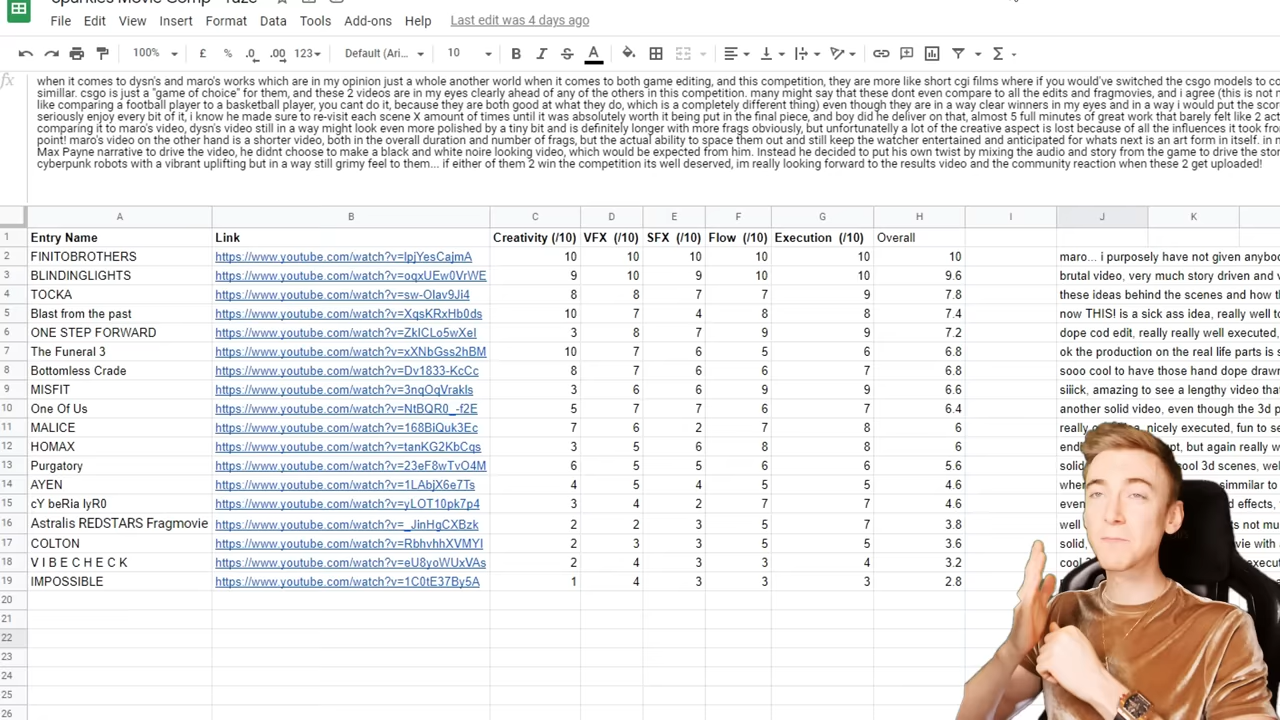 Sparkles Movie Comp - Tuze
File Edit View Insert Format Data Tools Add-ons Help Last edit was 4 days ago
100% £ % .0 .00 123 Default (Ari... 10 B I S A Σ
fx
when it comes to dysn's and maro's works which are in my opinion just a whole another world when it comes to both game editing, and this competition, they are more like short cgi films where if you would've switched the csgo models to co
simillar. csgo is just a "game of choice" for them, and these 2 videos are in my eyes clearly ahead of any of the others in this competition. many might say that these dont even compare to all the edits and fragmovies, and i agree (this is not m
like comparing a football player to a basketball player, you cant do it, because they are both good at what they do, which is a completely different thing) even though they are in a way clear winners in my eyes and in a way i would put the scor
seriously enjoy every bit of it, i know he made sure to re-visit each scene X amount of times until it was absolutely worth it being put in the final piece, and boy did he deliver on that, almost 5 full minutes of great work that barely felt like 2 act
comparing it to maro's video, dysn's video still in a way might look even more polished by a tiny bit and is definitely longer with more frags obviously, but unfortunatelly a lot of the creative aspect is lost because of all the influences it took from
point! maro's video on the other hand is a shorter video, both in the overall duration and number of frags, but the actual ability to space them out and still keep the watcher entertained and anticipated for whats next is an art form in itself. in m
Max Payne narrative to drive the video, he didnt choose to make a black and white noire looking video, which would be expected from him. Instead he decided to put his own twist by mixing the audio and story from the game to drive the stor
cyberpunk robots with a vibrant uplifting but in a way still grimy feel to them... if either of them 2 win the competition its well deserved, im really looking forward to the results video and the community reaction when these 2 get uploaded!
A B C D E F G H I J K
1 Entry Name Link Creativity (/10) VFX (/10) SFX (/10) Flow (/10) Execution (/10) Overall
2 FINITOBROTHERS https://www.youtube.com/watch?v=lpjYesCajmA 10 10 10 10 10 10 maro... i purposely have not given anybod
3 BLINDINGLIGHTS https://www.youtube.com/watch?v=oqxUEw0VrWE 9 10 9 10 10 9.6 brutal video, very much story driven and v
4 TOCKA https://www.youtube.com/watch?v=sw-OIav9Ji4 8 8 7 7 9 7.8 these ideas behind the scenes and how th
5 Blast from the past https://www.youtube.com/watch?v=XqsKRxHb0ds 10 7 4 8 8 7.4 now THIS! is a sick ass idea, really well to
6 ONE STEP FORWARD https://www.youtube.com/watch?v=ZkICLo5wXeI 3 8 7 9 9 7.2 dope cod edit, really really well executed,
7 The Funeral 3 https://www.youtube.com/watch?v=xXNbGss2hBM 10 7 6 5 6 6.8 ok the production on the real life parts is s
8 Bottomless Crade https://www.youtube.com/watch?v=Dv1833-KcCc 8 7 6 6 7 6.8 sooo cool to have those hand dope drawn
9 MISFIT https://www.youtube.com/watch?v=3nqOgVrakIs 3 6 6 9 9 6.6 siiick, amazing to see a lengthy video that
10 One Of Us https://www.youtube.com/watch?v=NtBQR0_-f2E 5 7 7 6 7 6.4 another solid video, even though the 3d p
11 MALICE https://www.youtube.com/watch?v=168BiQuk3Ec 7 6 2 7 8 6 really nicely executed, fun to se
12 HOMAX https://www.youtube.com/watch?v=tanKG2KbCqs 3 5 6 8 8 6 but again really w
13 Purgatory https://www.youtube.com/watch?v=23eF8wTvO4M 6 5 5 6 6 5.6 solid cool 3d scenes, wel
14 AYEN https://www.youtube.com/watch?v=1LAbjX6e7Ts 4 5 4 5 5 4.6 simmilar to
15 cY beRia lyR0 https://www.youtube.com/watch?v=yLOT10pk7p4 3 4 2 7 7 4.6 effects,
16 Astralis REDSTARS Fragmovie https://www.youtube.com/watch?v=_JinHgCXBzk 2 2 3 5 7 3.8 well not mu
17 COLTON https://www.youtube.com/watch?v=RbhvhhXVMYI 2 3 3 5 5 3.6 solid, with a
18 V I B E C H E C K https://www.youtube.com/watch?v=eU8yoWUxVAs 2 4 3 3 4 3.2 cool
19 IMPOSSIBLE https://www.youtube.com/watch?v=1C0tE37By5A 1 4 3 3 3 2.8 really
20
21
22
23
24
25
26